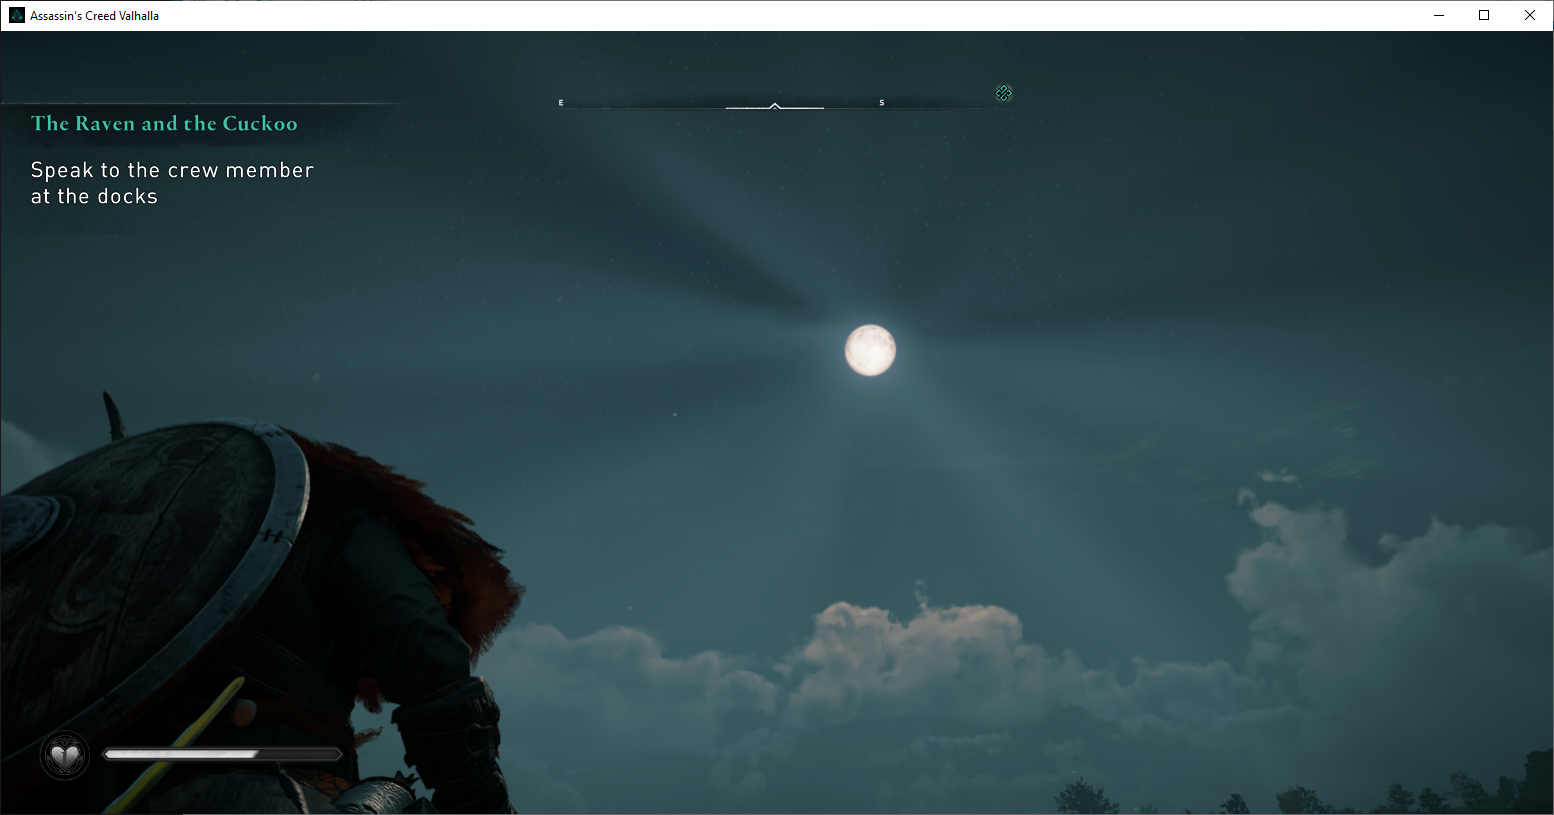 Assassin's Creed Valhalla
E
S
The Raven and the Cuckoo
Speak to the crew member
at the docks